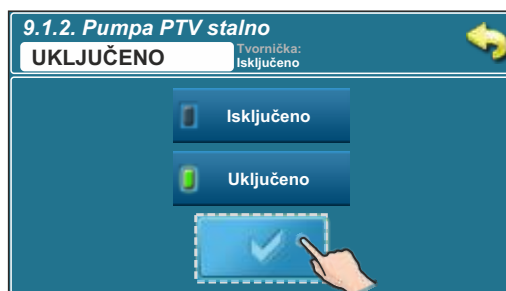 9.1.2. Pumpa PTV stalno
UKLJUČENO
Tvornička:
Isključeno
Isključeno
Uključeno